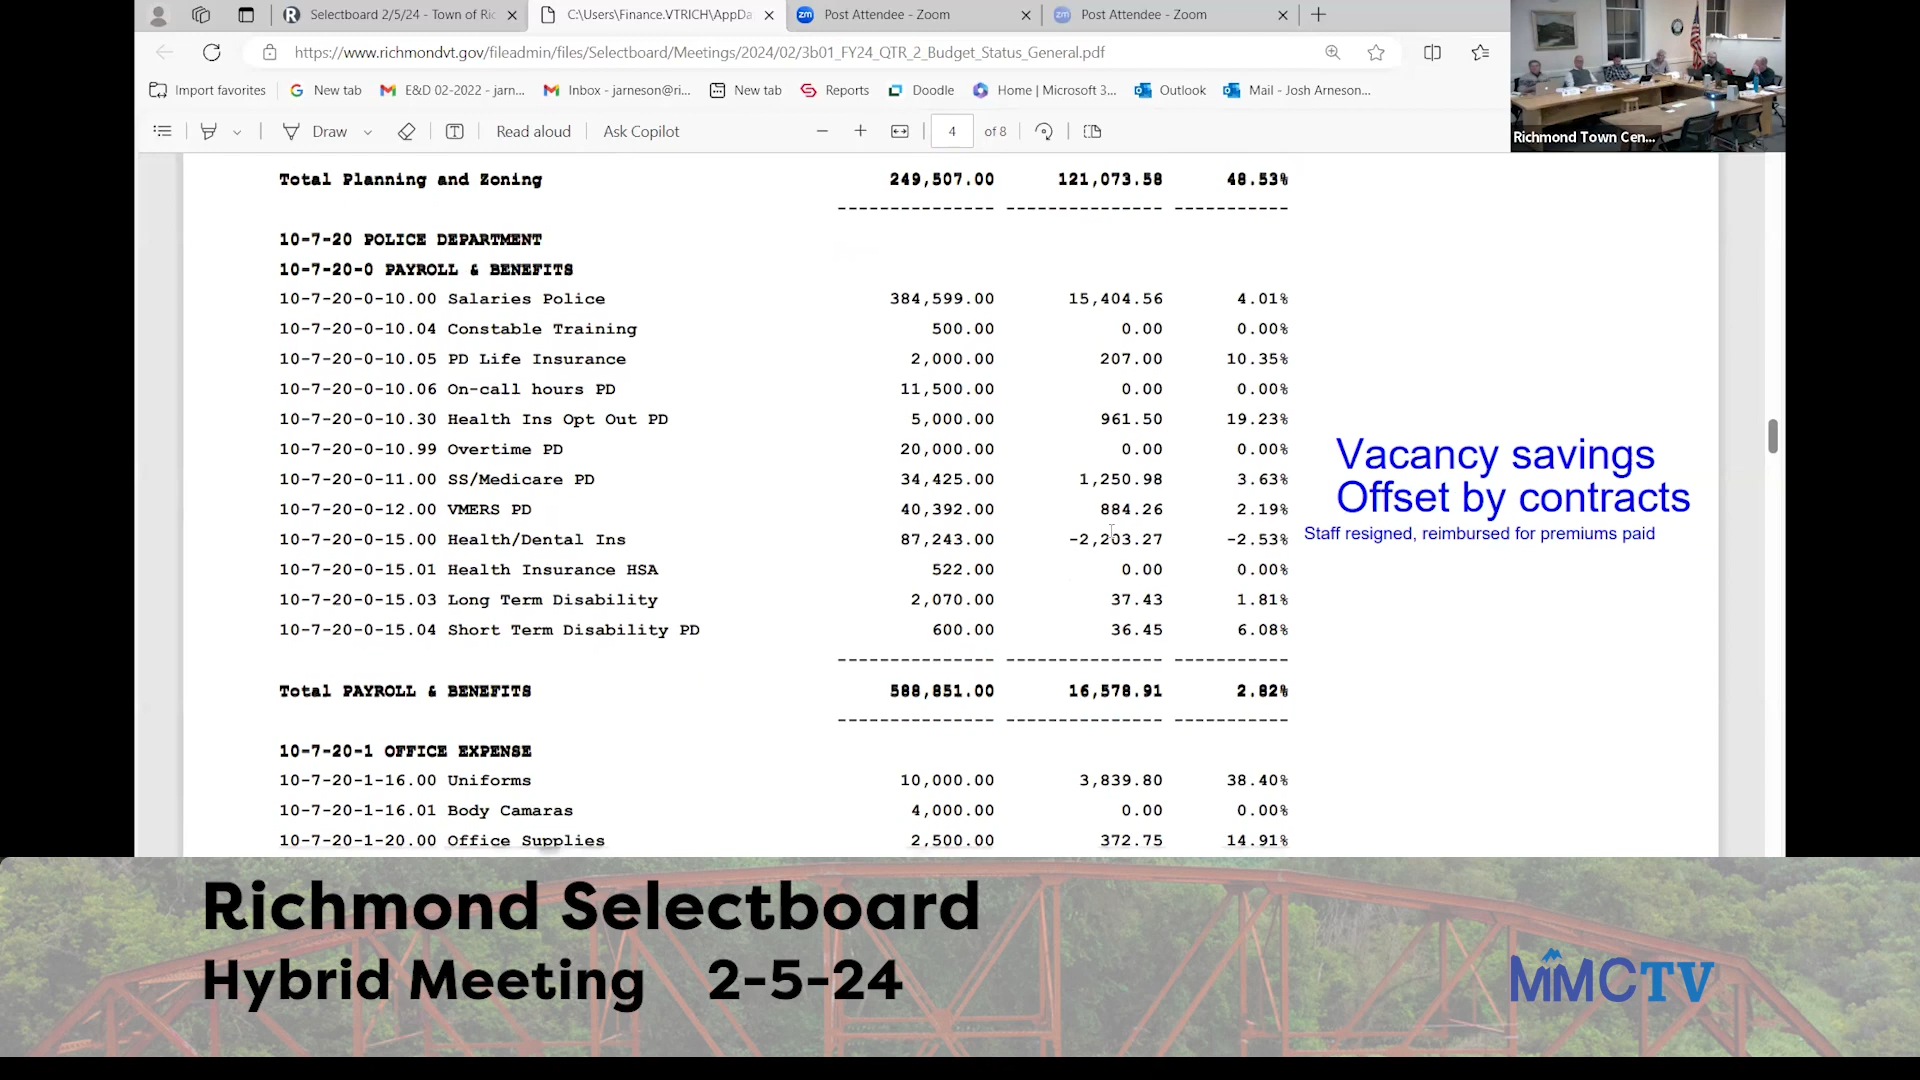 Selectboard 2/5/24 - Town of Ric
C:\Users\Finance.VTRICH\AppDa
Post Attendee - Zoom
Post Attendee - Zoom
https://www.richmondvt.gov/fileadmin/files/Selectboard/Meetings/2024/02/3b01_FY24_QTR_2_Budget_Status_General.pdf
Import favorites New tab E&D 02-2022 - jarn... Inbox - jarneson@ri... New tab Reports Doodle Home | Microsoft 3... Outlook Mail - Josh Arneson...
Draw Read aloud Ask Copilot 4 of 8
Richmond Town Cen...
Total Planning and Zoning 249,507.00 121,073.58 48.53%
--------------- --------------- -----------
10-7-20 POLICE DEPARTMENT
10-7-20-0 PAYROLL & BENEFITS
10-7-20-0-10.00 Salaries Police 384,599.00 15,404.56 4.01%
10-7-20-0-10.04 Constable Training 500.00 0.00 0.00%
10-7-20-0-10.05 PD Life Insurance 2,000.00 207.00 10.35%
10-7-20-0-10.06 On-call hours PD 11,500.00 0.00 0.00%
10-7-20-0-10.30 Health Ins Opt Out PD 5,000.00 961.50 19.23%
10-7-20-0-10.99 Overtime PD 20,000.00 0.00 0.00%
10-7-20-0-11.00 SS/Medicare PD 34,425.00 1,250.98 3.63%
10-7-20-0-12.00 VMERS PD 40,392.00 884.26 2.19%
10-7-20-0-15.00 Health/Dental Ins 87,243.00 -2,203.27 -2.53%
10-7-20-0-15.01 Health Insurance HSA 522.00 0.00 0.00%
10-7-20-0-15.03 Long Term Disability 2,070.00 37.43 1.81%
10-7-20-0-15.04 Short Term Disability PD 600.00 36.45 6.08%
--------------- --------------- -----------
Total PAYROLL & BENEFITS 588,851.00 16,578.91 2.82%
--------------- --------------- -----------
10-7-20-1 OFFICE EXPENSE
10-7-20-1-16.00 Uniforms 10,000.00 3,839.80 38.40%
10-7-20-1-16.01 Body Camaras 4,000.00 0.00 0.00%
10-7-20-1-20.00 Office Supplies 2,500.00 372.75 14.91%
Vacancy savings
Offset by contracts
Staff resigned, reimbursed for premiums paid
Richmond Selectboard
Hybrid Meeting 2-5-24
MMCTV